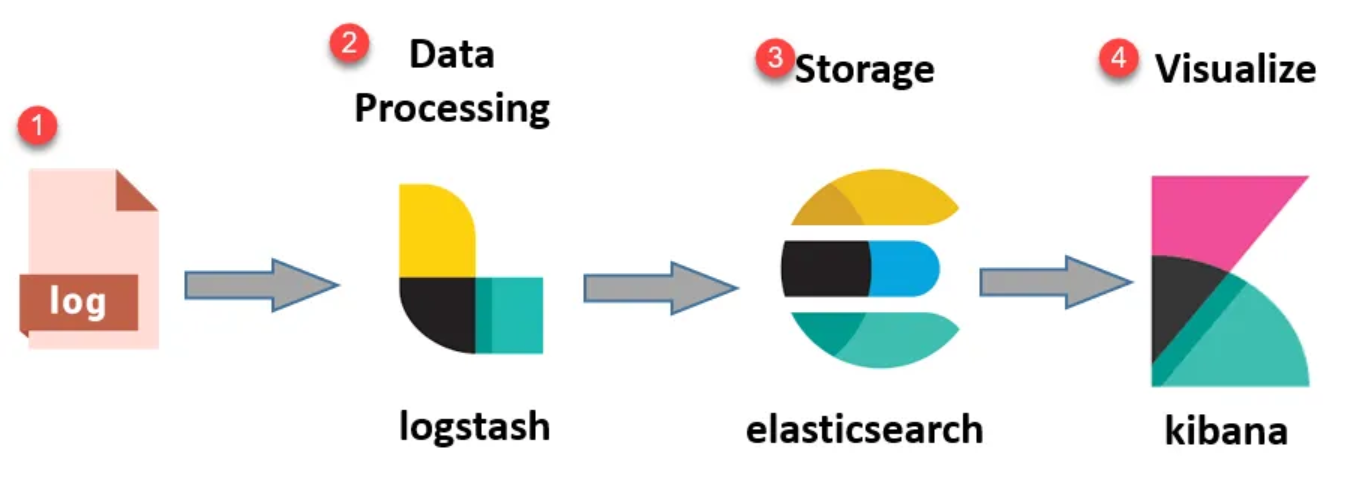 1
log
2
Data
Processing
logstash
3
Storage
elasticsearch
4
Visualize
kibana